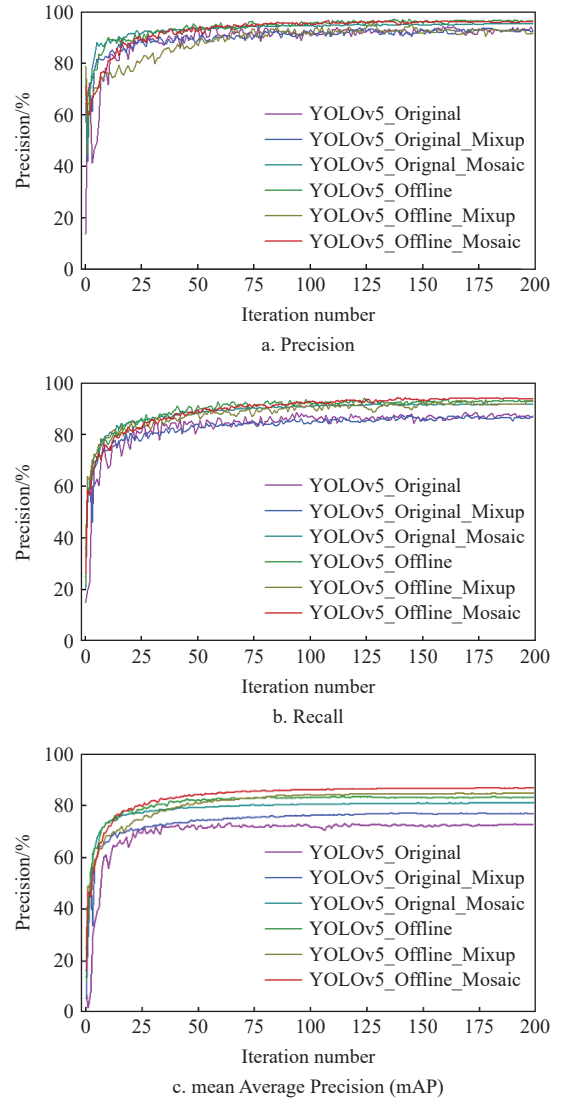 100
80
60
40
20
0
Precision/%
YOLOv5_Original
YOLOv5_Original_Mixup
YOLOv5_Orignal_Mosaic
YOLOv5_Offline
YOLOv5_Offline_Mixup
YOLOv5_Offline_Mosaic
0 25 50 75 100 125 150 175 200
Iteration number
a. Precision
100
80
60
40
20
0
Precision/%
YOLOv5_Original
YOLOv5_Original_Mixup
YOLOv5_Orignal_Mosaic
YOLOv5_Offline
YOLOv5_Offline_Mixup
YOLOv5_Offline_Mosaic
0 25 50 75 100 125 150 175 200
Iteration number
b. Recall
100
80
60
40
20
0
Precision/%
YOLOv5_Original
YOLOv5_Orignal_Mixup
YOLOv5_Orignal_Mosaic
YOLOv5_Offline
YOLOv5_Offline_Mixup
YOLOv5_Offline_Mosaic
0 25 50 75 100 125 150 175 200
Iteration number
c. mean Average Precision (mAP)